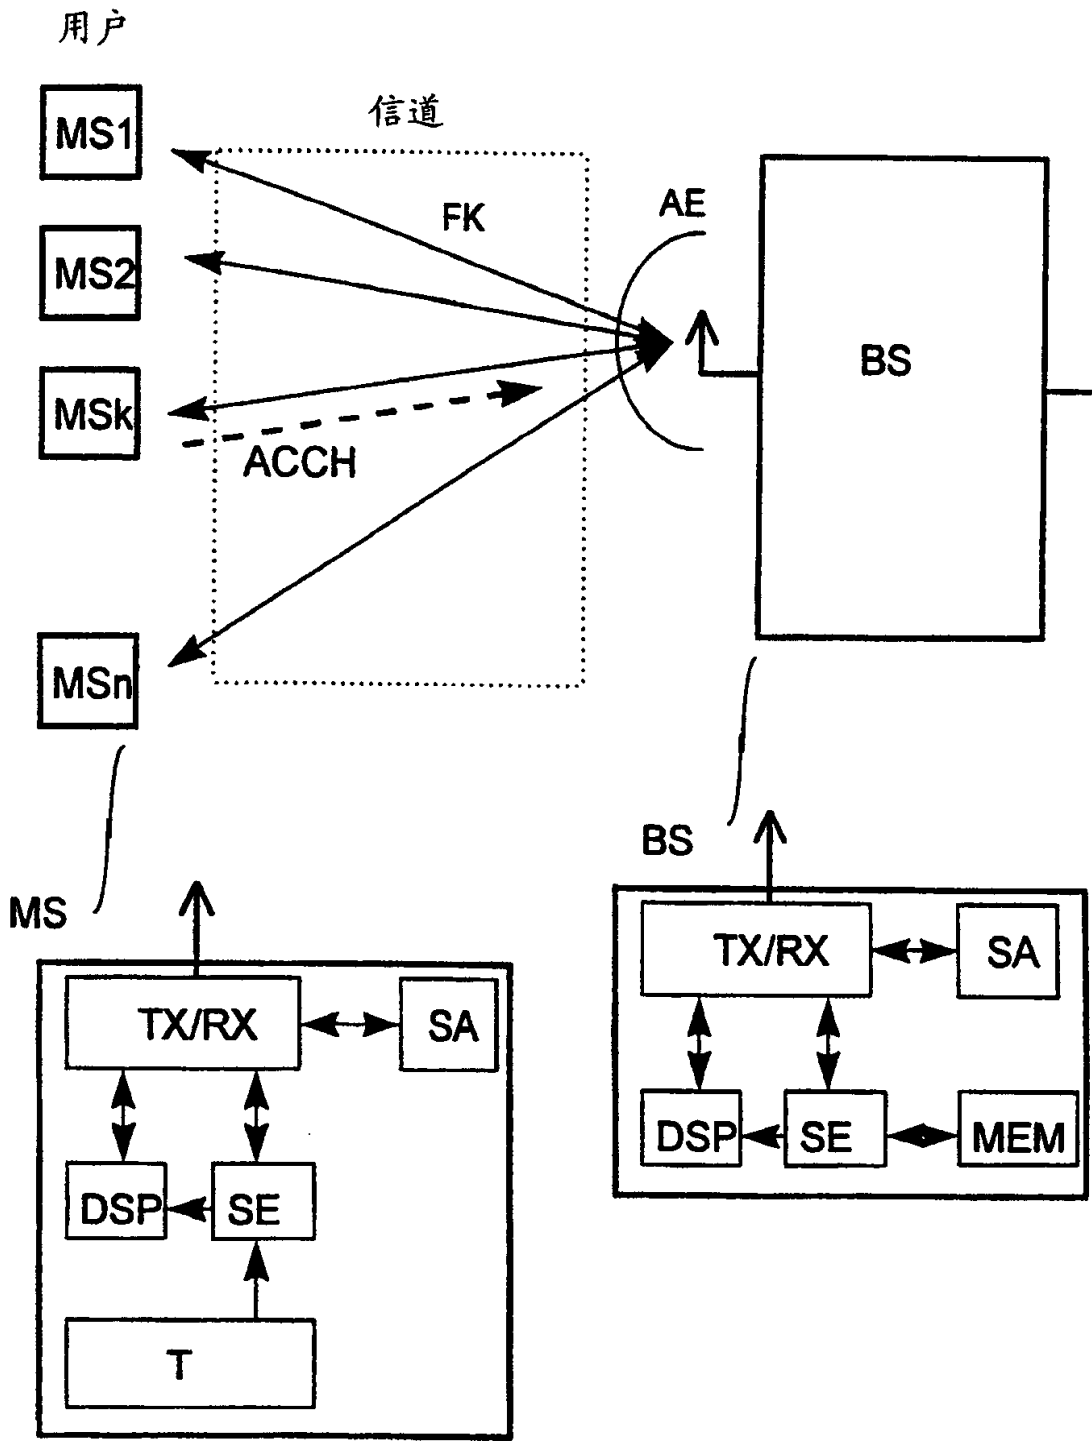 用户
MS1
信道
FK
AE
MS2
BS
MSk
ACCH
MSn
BS
MS
TX/RX
SA
TX/RX
SA
DSP
SE
MEM
DSP
SE
T